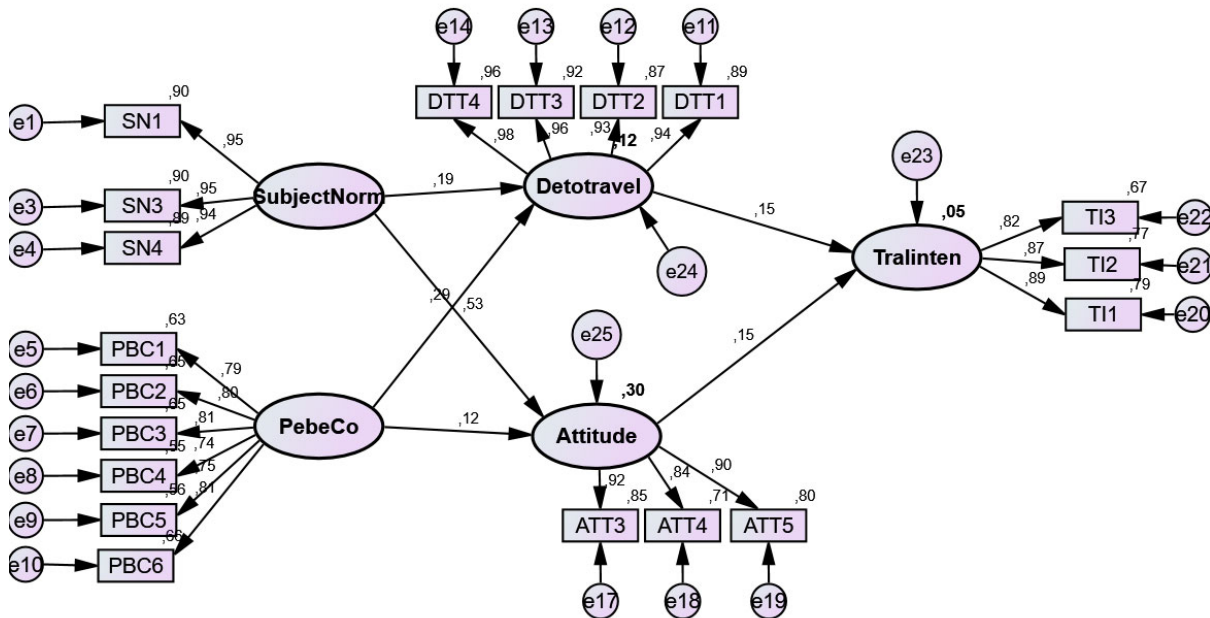 e14
e13
e12
e11
,96
,92
,87
,89
DTT4
DTT3
DTT2
DTT1
,98
,96
,93
,94
,12
Detotravel
e24
e1
,90
SN1
,95
e3
,90
SN3
,95
e4
,89
SN4
,94
SubjectNorm
,19
,29
,53
,15
e23
,05
Tralinten
,82
,67
TI3
e22
,87
,77
TI2
e21
,89
,79
TI1
e20
e5
,63
PBC1
,79
e6
,65
PBC2
,80
e7
,65
PBC3
,81
e8
,55
PBC4
,74
e9
,56
PBC5
,75
e10
,66
PBC6
,81
PebeCo
,12
e25
,30
Attitude
,15
,92
,84
,90
,85
,71
,80
ATT3
ATT4
ATT5
e17
e18
e19